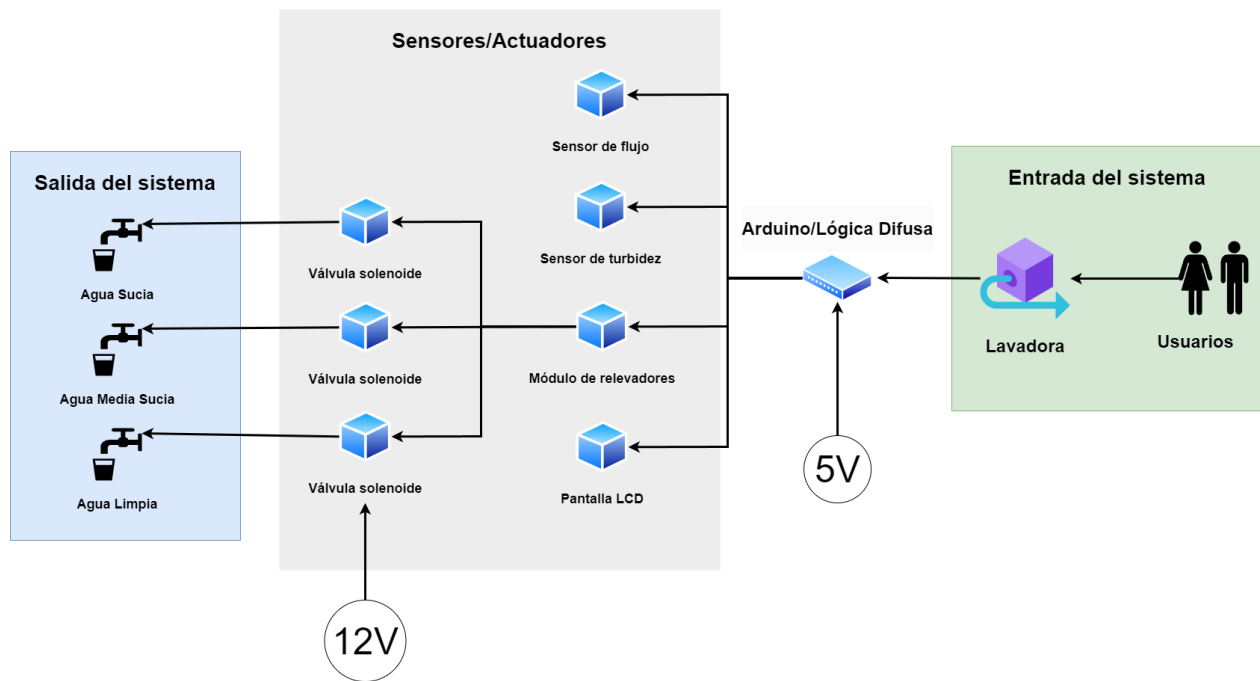 Sensores/Actuadores
Sensor de flujo
Salida del sistema
Entrada del sistema
Arduino/Lógica Difusa
Válvula solenoide
Sensor de turbidez
Agua Sucia
Lavadora
Usuarios
Válvula solenoide
Módulo de relevadores
Agua Media Sucia
5V
Válvula solenoide
Pantalla LCD
Agua Limpia
12V